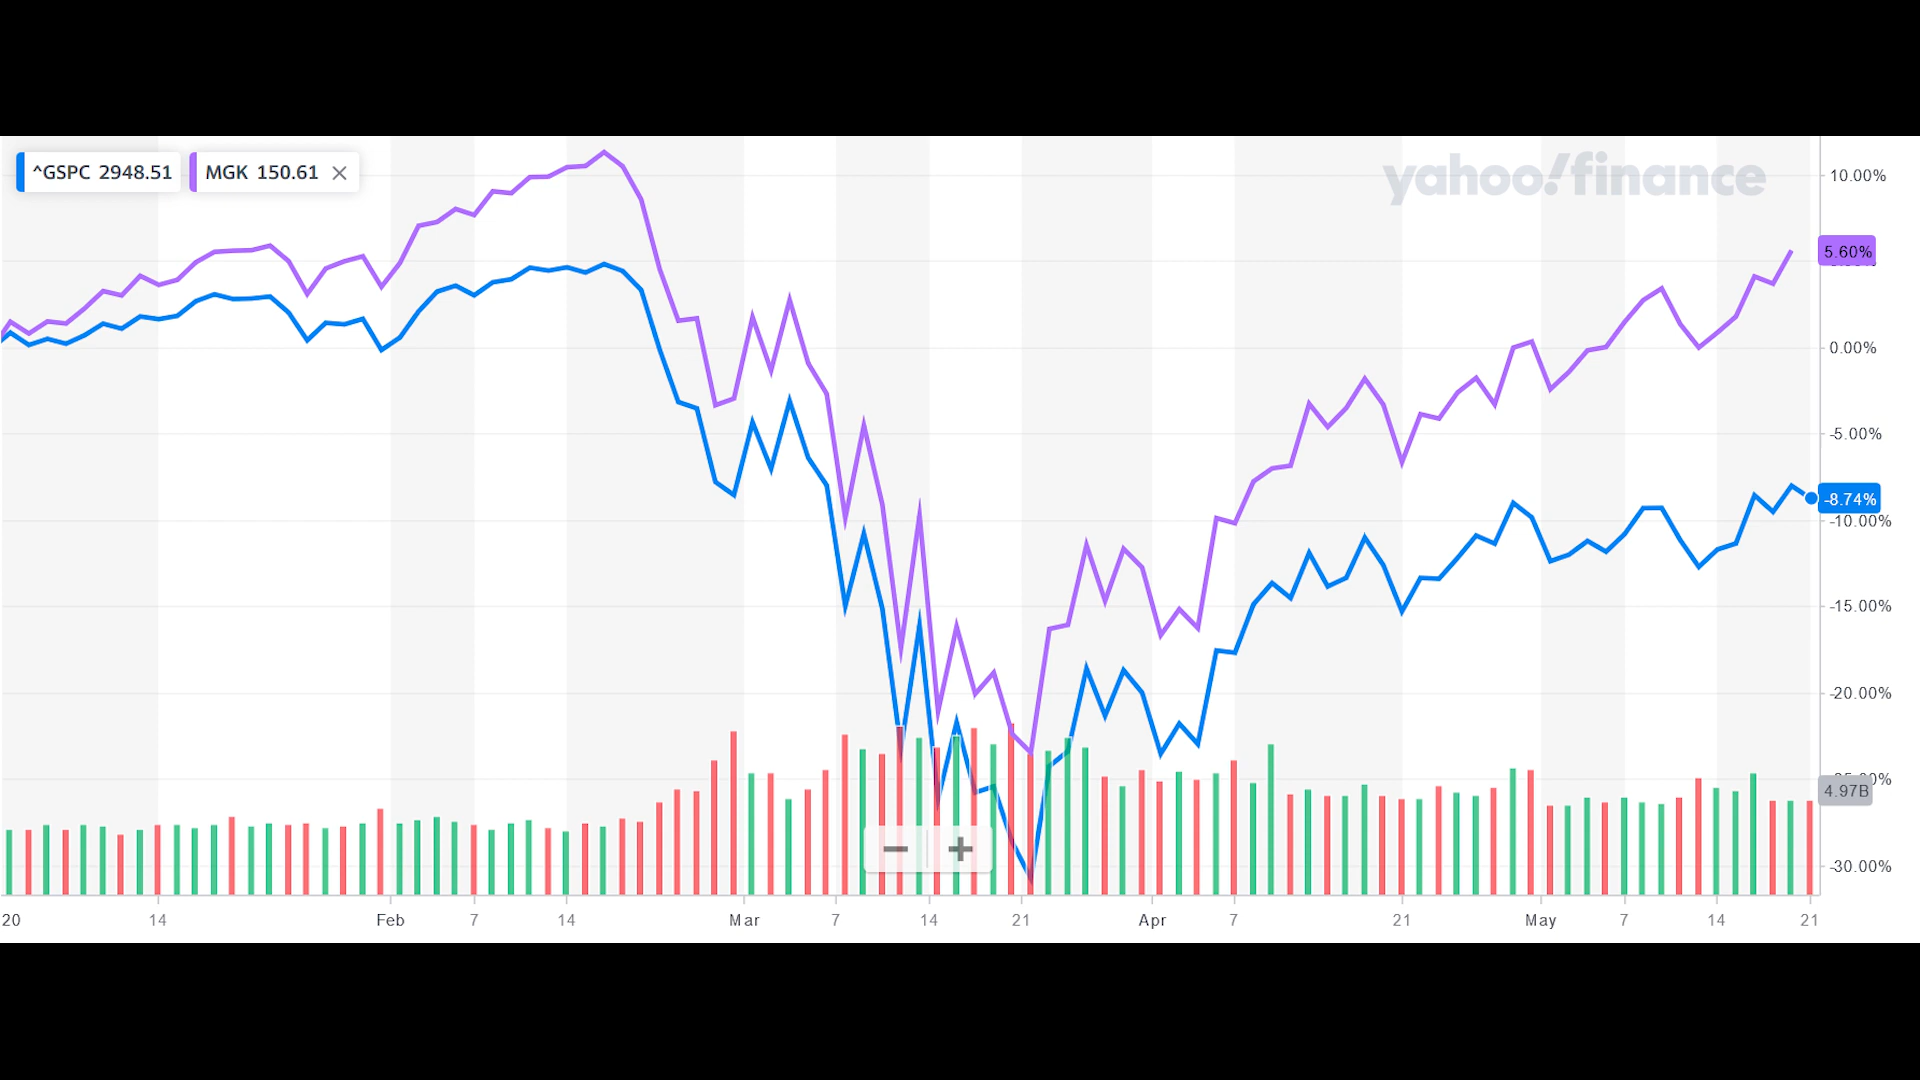 ^GSPC 2948.51 MGK 150.61
yahoo!finance
10.00%
5.60%
0.00%
-5.00%
-8.74%
-10.00%
-15.00%
-20.00%
4.97B
-30.00%
20 14 Feb 7 14 Mar 7 14 21 Apr 7 21 May 7 14 21